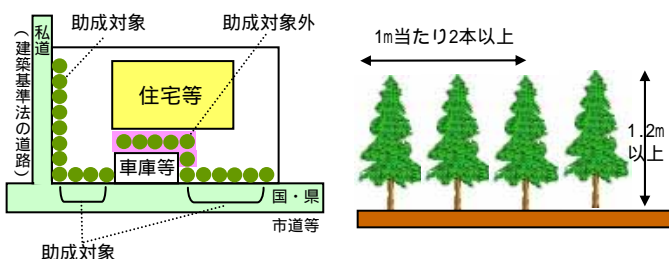 助成対象
助成対象外
私道
(建築基準法の道路)
住宅等
車庫等
国・県
市道等
助成対象
1m当たり2本以上
1.2m
以上